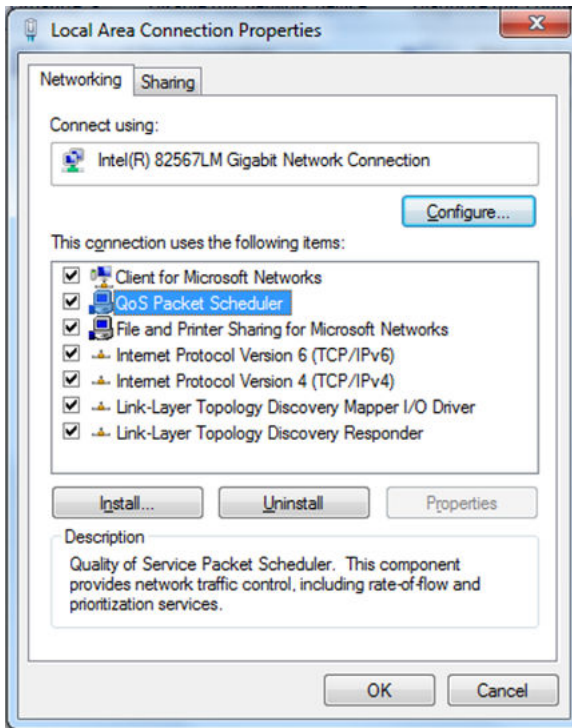 Local Area Connection Properties
Networking
Sharing
Connect using:
Intel(R) 82567LM Gigabit Network Connection
Configure...
This connection uses the following items:
Client for Microsoft Networks
QoS Packet Scheduler
File and Printer Sharing for Microsoft Networks
Internet Protocol Version 6 (TCP/IPv6)
Internet Protocol Version 4 (TCP/IPv4)
Link-Layer Topology Discovery Mapper I/O Driver
Link-Layer Topology Discovery Responder
Install...
Uninstall
Properties
Description
Quality of Service Packet Scheduler. This component
provides network traffic control, including rate-of-flow and
prioritization services.
OK
Cancel